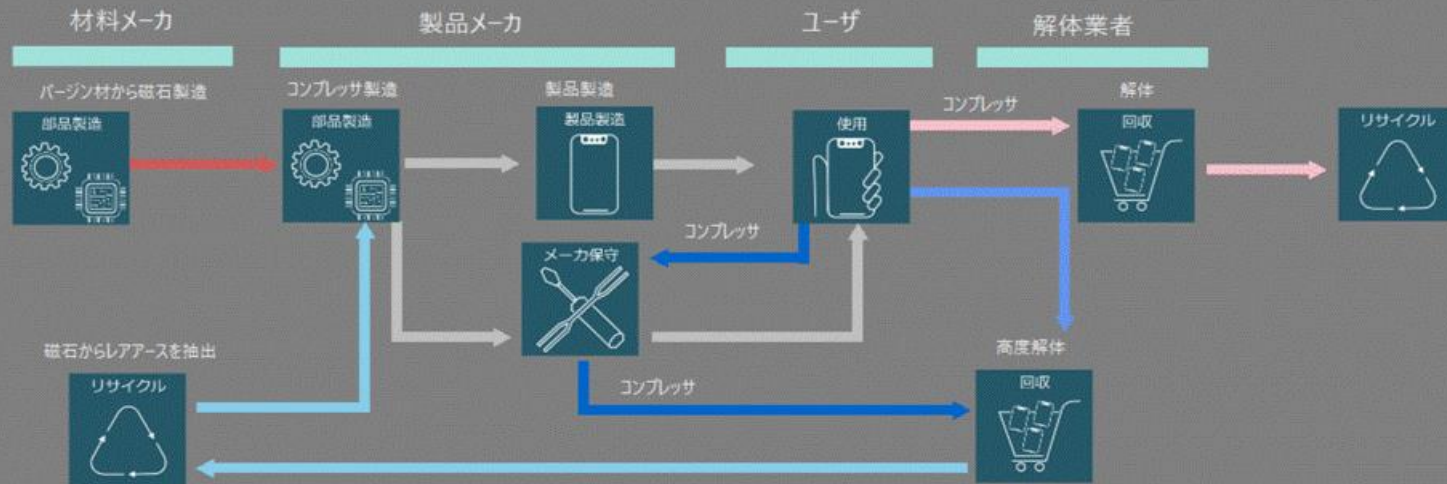 材料メーカ
製品メーカ
ユーザ
解体業者
バージン材から磁石製造
コンプレッサ製造
製品製造
コンプレッサ
解体
部品製造
部品製造
製品製造
使用
回収
リサイクル
コンプレッサ
メーカ保守
磁石からレアアースを抽出
高度解体
リサイクル
コンプレッサ
回収